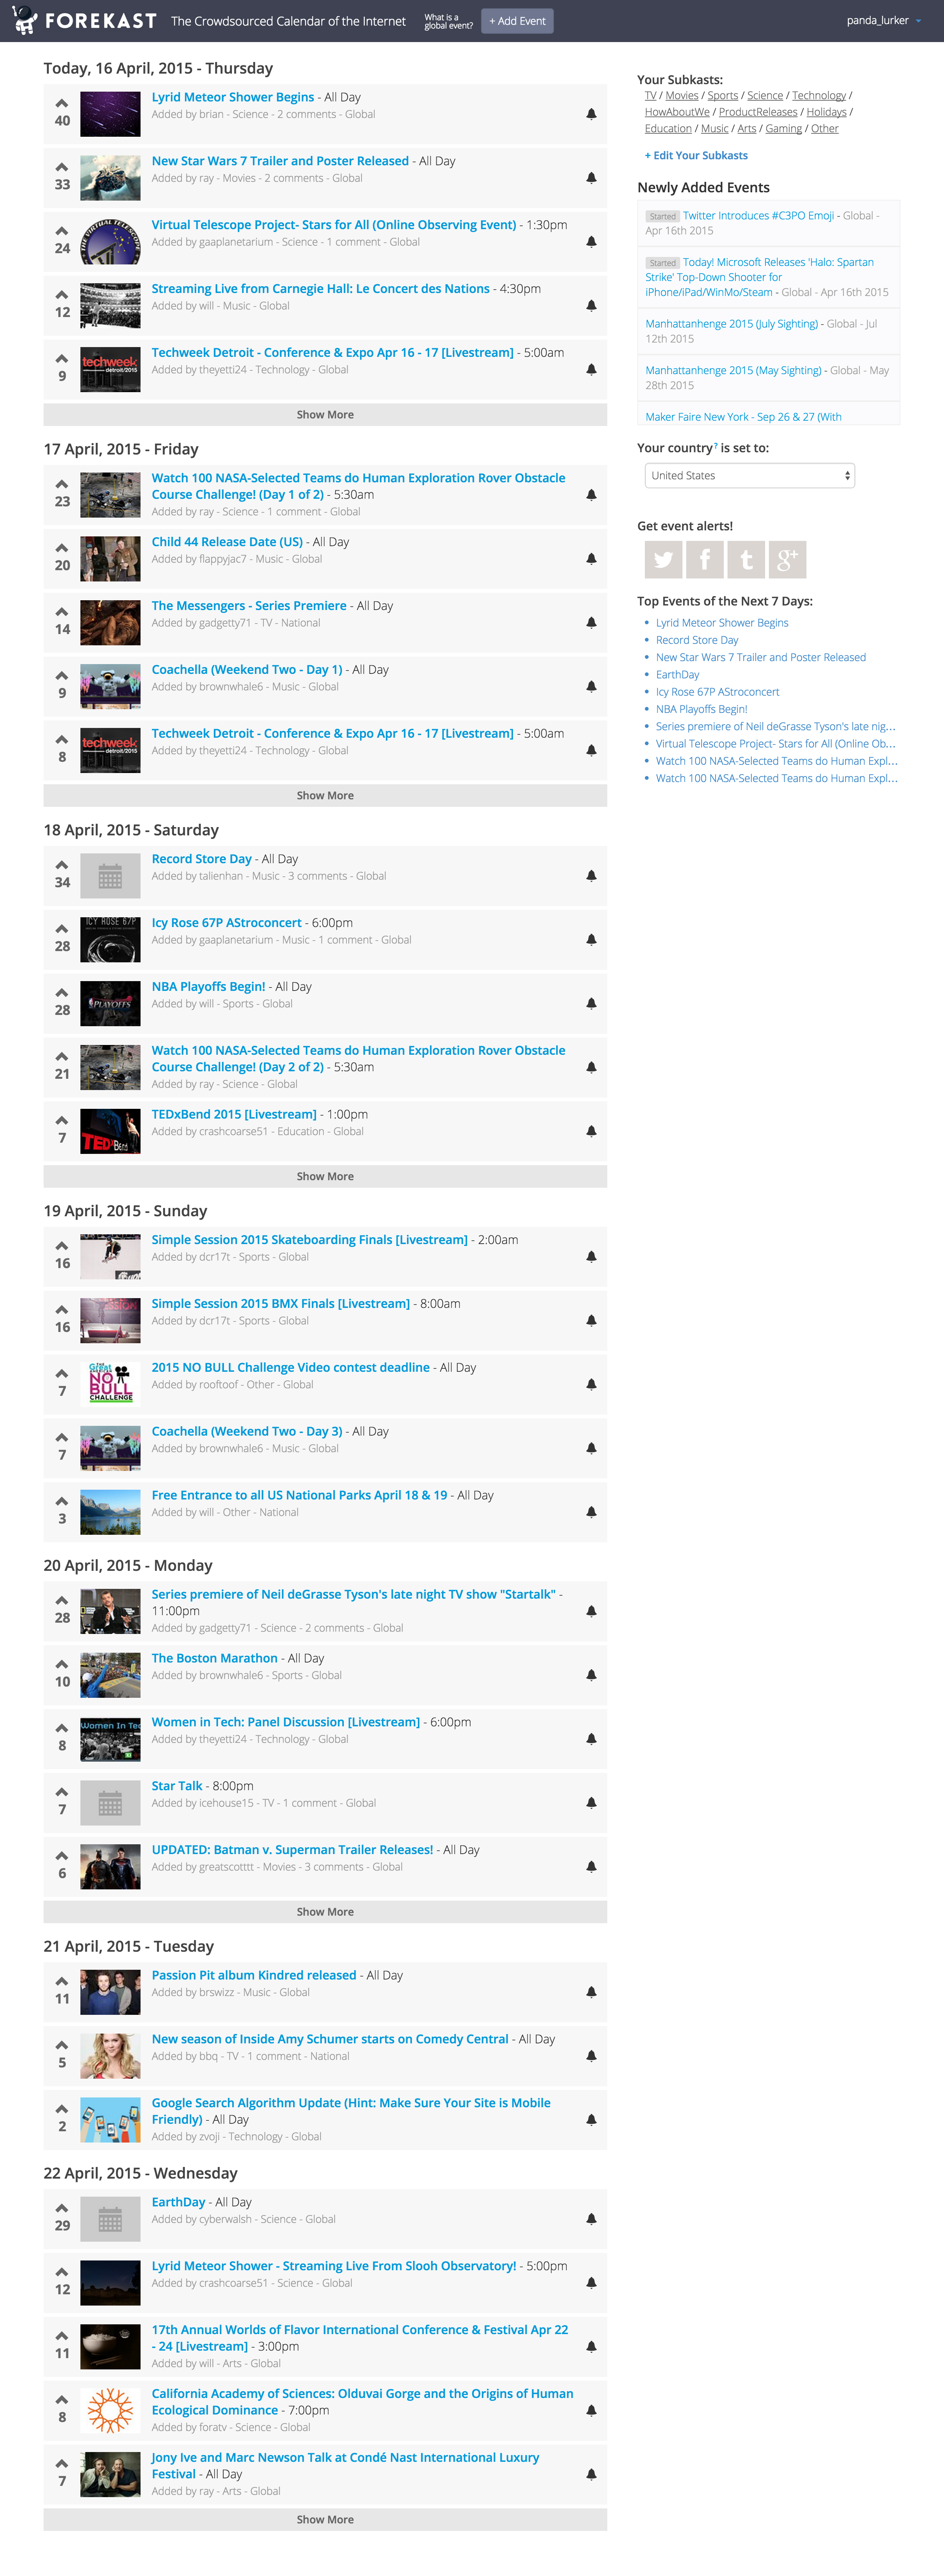 FOREKAST
The Crowdsourced Calendar of the Internet
What is a
global event?
+ Add Event
panda_lurker
Today, 16 April, 2015 - Thursday
40
Lyrid Meteor Shower Begins - All Day
Added by brian - Science - 2 comments - Global
33
New Star Wars 7 Trailer and Poster Released - All Day
Added by ray - Movies - 2 comments - Global
24
Virtual Telescope Project- Stars for All (Online Observing Event) - 1:30pm
Added by gaaplanetarium - Science - 1 comment - Global
12
Streaming Live from Carnegie Hall: Le Concert des Nations - 4:30pm
Added by will - Music - Global
9
techweek
detroit/2015
Techweek Detroit - Conference & Expo Apr 16 - 17 [Livestream] - 5:00am
Added by theyetti24 - Technology - Global
Show More
17 April, 2015 - Friday
23
Watch 100 NASA-Selected Teams do Human Exploration Rover Obstacle
Course Challenge! (Day 1 of 2) - 5:30am
Added by ray - Science - 1 comment - Global
20
Child 44 Release Date (US) - All Day
Added by flappyjac7 - Music - Global
14
The Messengers - Series Premiere - All Day
Added by gadgetty71 - TV - National
9
Coachella (Weekend Two - Day 1) - All Day
Added by brownwhale6 - Music - Global
8
techweek
detroit/2015
Techweek Detroit - Conference & Expo Apr 16 - 17 [Livestream] - 5:00am
Added by theyetti24 - Technology - Global
Show More
18 April, 2015 - Saturday
34
Record Store Day - All Day
Added by talienhan - Music - 3 comments - Global
28
ICY ROSE 67P
Icy Rose 67P AStroconcert - 6:00pm
Added by gaaplanetarium - Music - 1 comment - Global
28
PLAYOFFS
NBA Playoffs Begin! - All Day
Added by will - Sports - Global
21
Watch 100 NASA-Selected Teams do Human Exploration Rover Obstacle
Course Challenge! (Day 2 of 2) - 5:30am
Added by ray - Science - Global
7
TEDx
Bend
TEDxBend 2015 [Livestream] - 1:00pm
Added by crashcoarse51 - Education - Global
Show More
19 April, 2015 - Sunday
16
Simple Session 2015 Skateboarding Finals [Livestream] - 2:00am
Added by dcr17t - Sports - Global
16
Simple Session 2015 BMX Finals [Livestream] - 8:00am
Added by dcr17t - Sports - Global
7
Great
NO
BULL
CHALLENGE
2015 NO BULL Challenge Video contest deadline - All Day
Added by rooftoof - Other - Global
7
Coachella (Weekend Two - Day 3) - All Day
Added by brownwhale6 - Music - Global
3
Free Entrance to all US National Parks April 18 & 19 - All Day
Added by will - Other - National
20 April, 2015 - Monday
28
Series premiere of Neil deGrasse Tyson's late night TV show "Startalk" -
11:00pm
Added by gadgetty71 - Science - 2 comments - Global
10
The Boston Marathon - All Day
Added by brownwhale6 - Sports - Global
8
Women In Tec
Women in Tech: Panel Discussion [Livestream] - 6:00pm
Added by theyetti24 - Technology - Global
7
Star Talk - 8:00pm
Added by icehouse15 - TV - 1 comment - Global
6
UPDATED: Batman v. Superman Trailer Releases! - All Day
Added by greatscotttt - Movies - 3 comments - Global
Show More
21 April, 2015 - Tuesday
11
Passion Pit album Kindred released - All Day
Added by brswizz - Music - Global
5
New season of Inside Amy Schumer starts on Comedy Central - All Day
Added by bbq - TV - 1 comment - National
2
Google Search Algorithm Update (Hint: Make Sure Your Site is Mobile
Friendly) - All Day
Added by zvoji - Technology - Global
22 April, 2015 - Wednesday
29
EarthDay - All Day
Added by cyberwalsh - Science - Global
12
Lyrid Meteor Shower - Streaming Live From Slooh Observatory! - 5:00pm
Added by crashcoarse51 - Science - Global
11
17th Annual Worlds of Flavor International Conference & Festival Apr 22
- 24 [Livestream] - 3:00pm
Added by will - Arts - Global
8
California Academy of Sciences: Olduvai Gorge and the Origins of Human
Ecological Dominance - 7:00pm
Added by foratv - Science - Global
7
Jony Ive and Marc Newson Talk at Condé Nast International Luxury
Festival - All Day
Added by ray - Arts - Global
Show More
Your Subkasts:
TV / Movies / Sports / Science / Technology /
HowAboutWe / ProductReleases / Holidays /
Education / Music / Arts / Gaming / Other
+ Edit Your Subkasts
Newly Added Events
Started Twitter Introduces #C3PO Emoji - Global -
Apr 16th 2015
Started Today! Microsoft Releases 'Halo: Spartan
Strike' Top-Down Shooter for
iPhone/iPad/WinMo/Steam - Global - Apr 16th 2015
Manhattanhenge 2015 (July Sighting) - Global - Jul
12th 2015
Manhattanhenge 2015 (May Sighting) - Global - May
28th 2015
Maker Faire New York - Sep 26 & 27 (With
Your country? is set to:
United States
Get event alerts!
Top Events of the Next 7 Days:
Lyrid Meteor Shower Begins
Record Store Day
New Star Wars 7 Trailer and Poster Released
EarthDay
Icy Rose 67P AStroconcert
NBA Playoffs Begin!
Series premiere of Neil deGrasse Tyson's late nig...
Virtual Telescope Project- Stars for All (Online Ob...
Watch 100 NASA-Selected Teams do Human Expl...
Watch 100 NASA-Selected Teams do Human Expl...